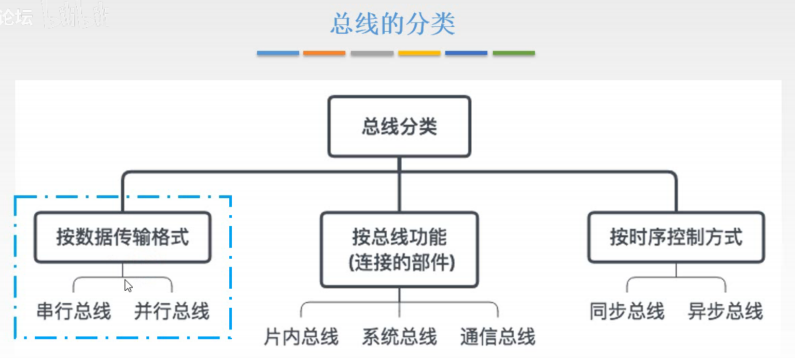 论坛
总线的分类
总线分类
按数据传输格式
按总线功能
(连接的部件)
按时序控制方式
串行总线
并行总线
片内总线
系统总线
通信总线
同步总线
异步总线